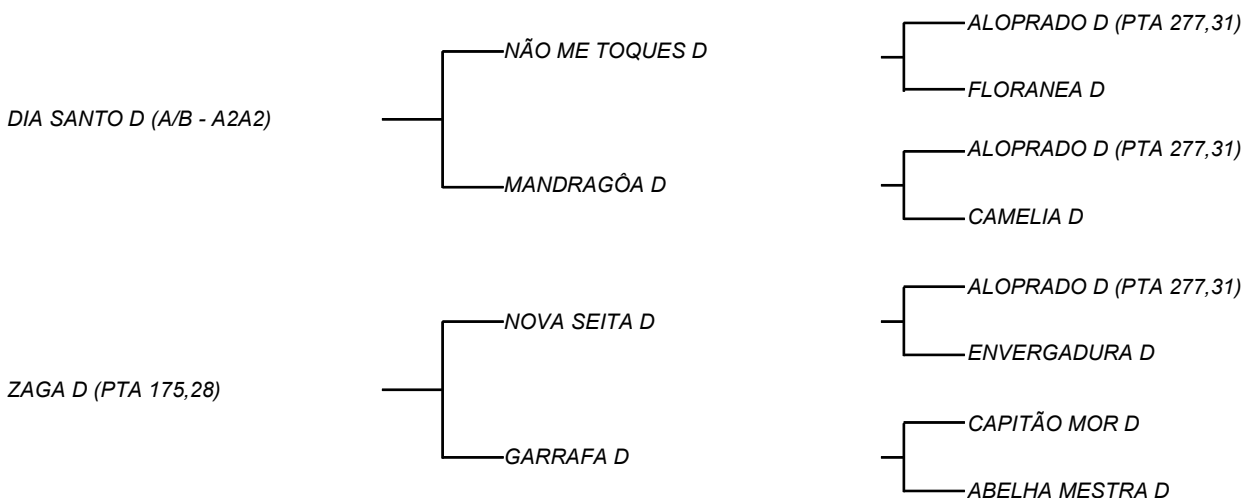 ALOPRADO D (PTA 277,31)
NÃO ME TOQUES D
FLORANEA D
DIA SANTO D (A/B - A2A2)
ALOPRADO D (PTA 277,31)
MANDRAGÔA D
CAMELIA D
ALOPRADO D (PTA 277,31)
NOVA SEITA D
ENVERGADURA D
ZAGA D (PTA 175,28)
CAPITÃO MOR D
GARRAFA D
ABELHA MESTRA D